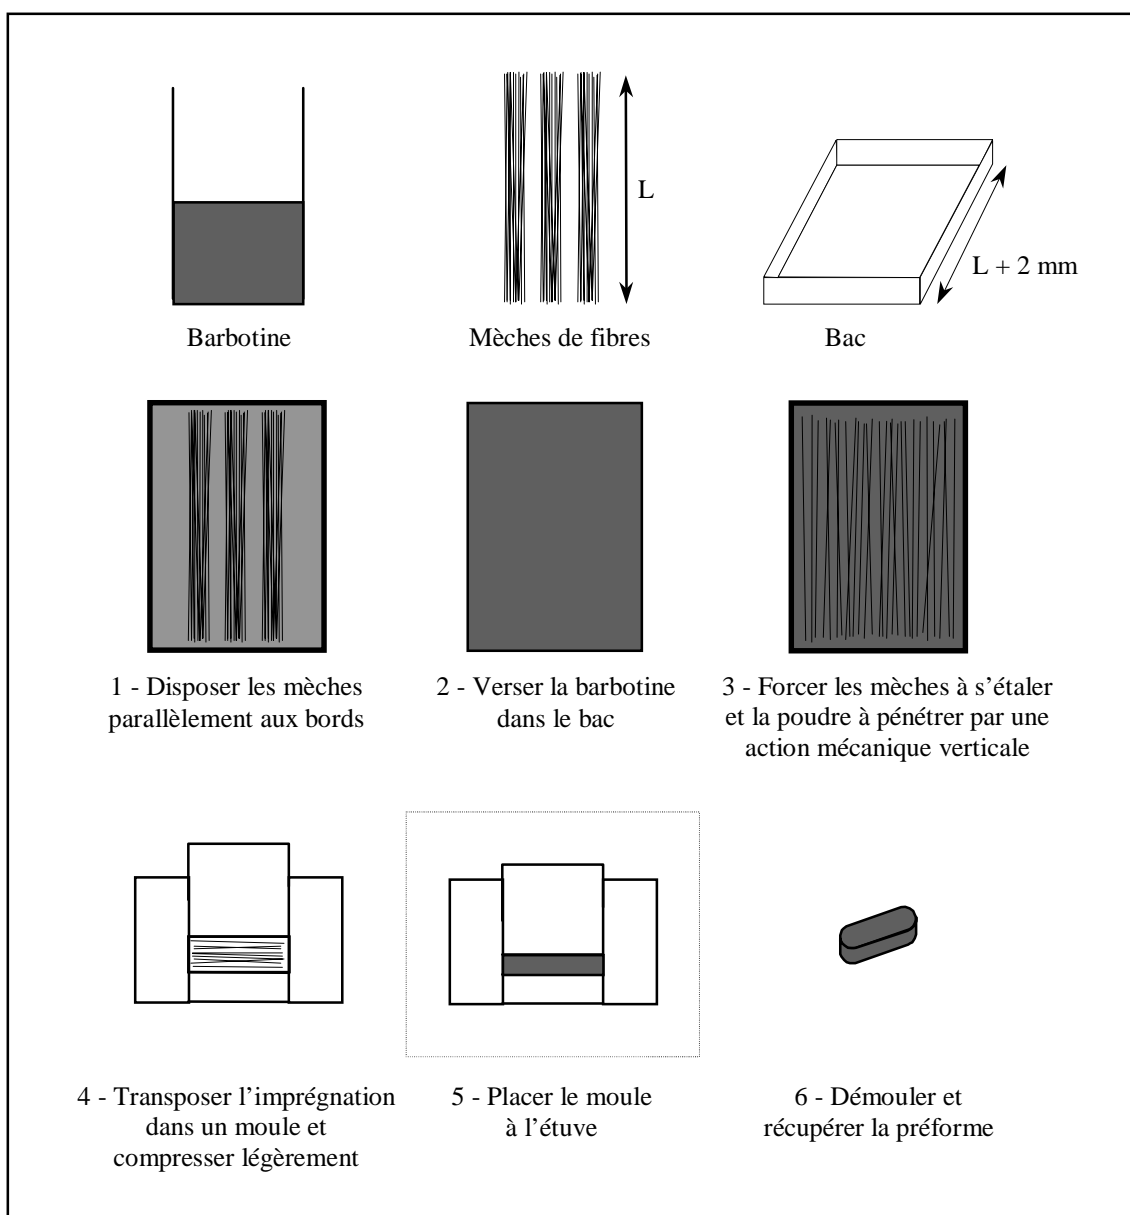 L
L + 2 mm
Barbotine
Mèches de fibres
Bac
1 - Disposer les mèches
parallèlement aux bords
2 - Verser la barbotine
dans le bac
3 - Forcer les mèches à s’étaler
et la poudre à pénétrer par une
action mécanique verticale
4 - Transposer l’imprégnation
dans un moule et
compresser légèrement
5 - Placer le moule
à l’étuve
6 - Démouler et
récupérer la préforme